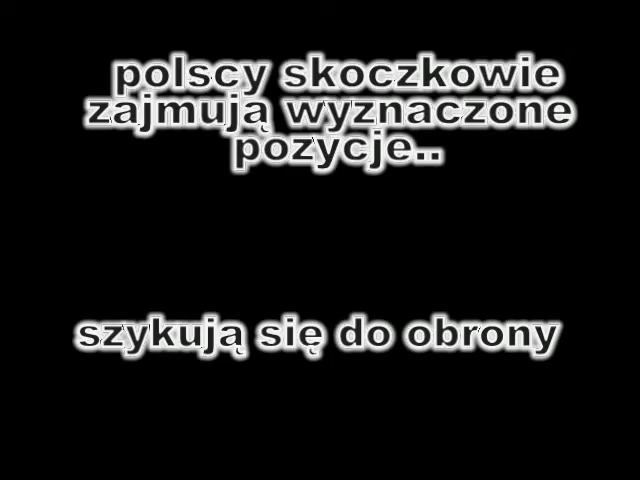 polscy skoczkowie
zajmują wyznaczone
pozycje..
szykują się do obrony